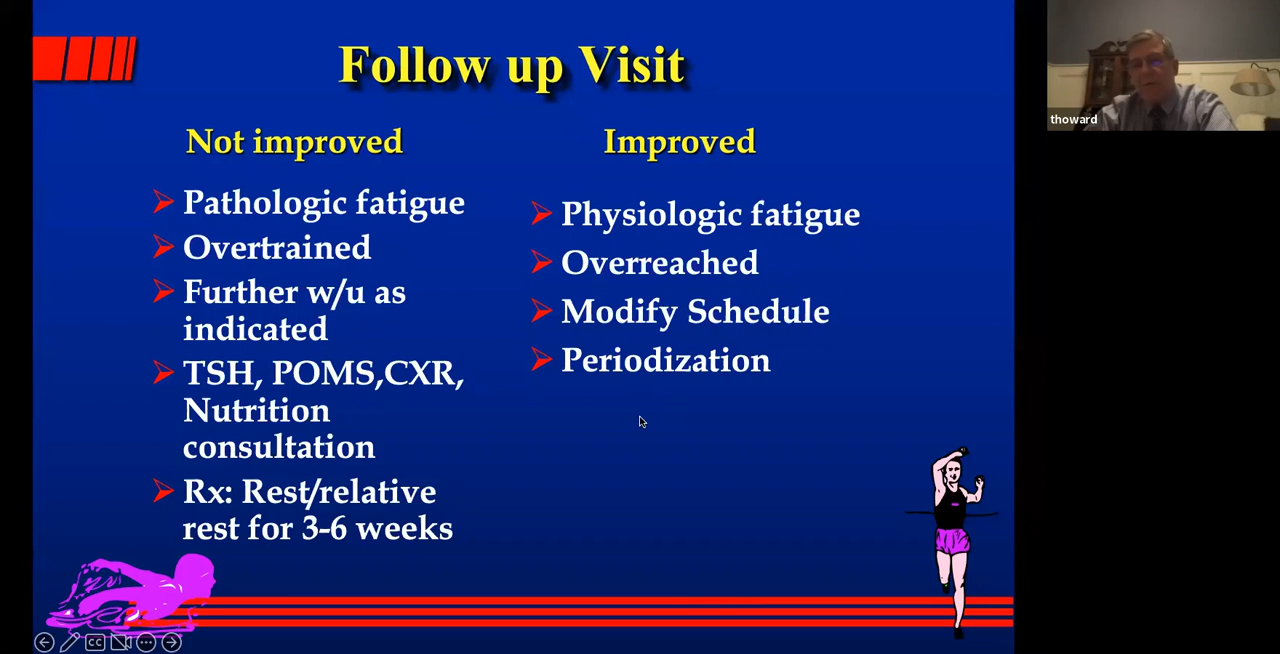 Follow up Visit
Not improved
Pathologic fatigue
Overtrained
Further w/u as
indicated
TSH, POMS,CXR,
Nutrition
consultation
Rx: Rest/relative
rest for 3-6 weeks
Improved
Physiologic fatigue
Overreached
Modify Schedule
Periodization
thoward
CC